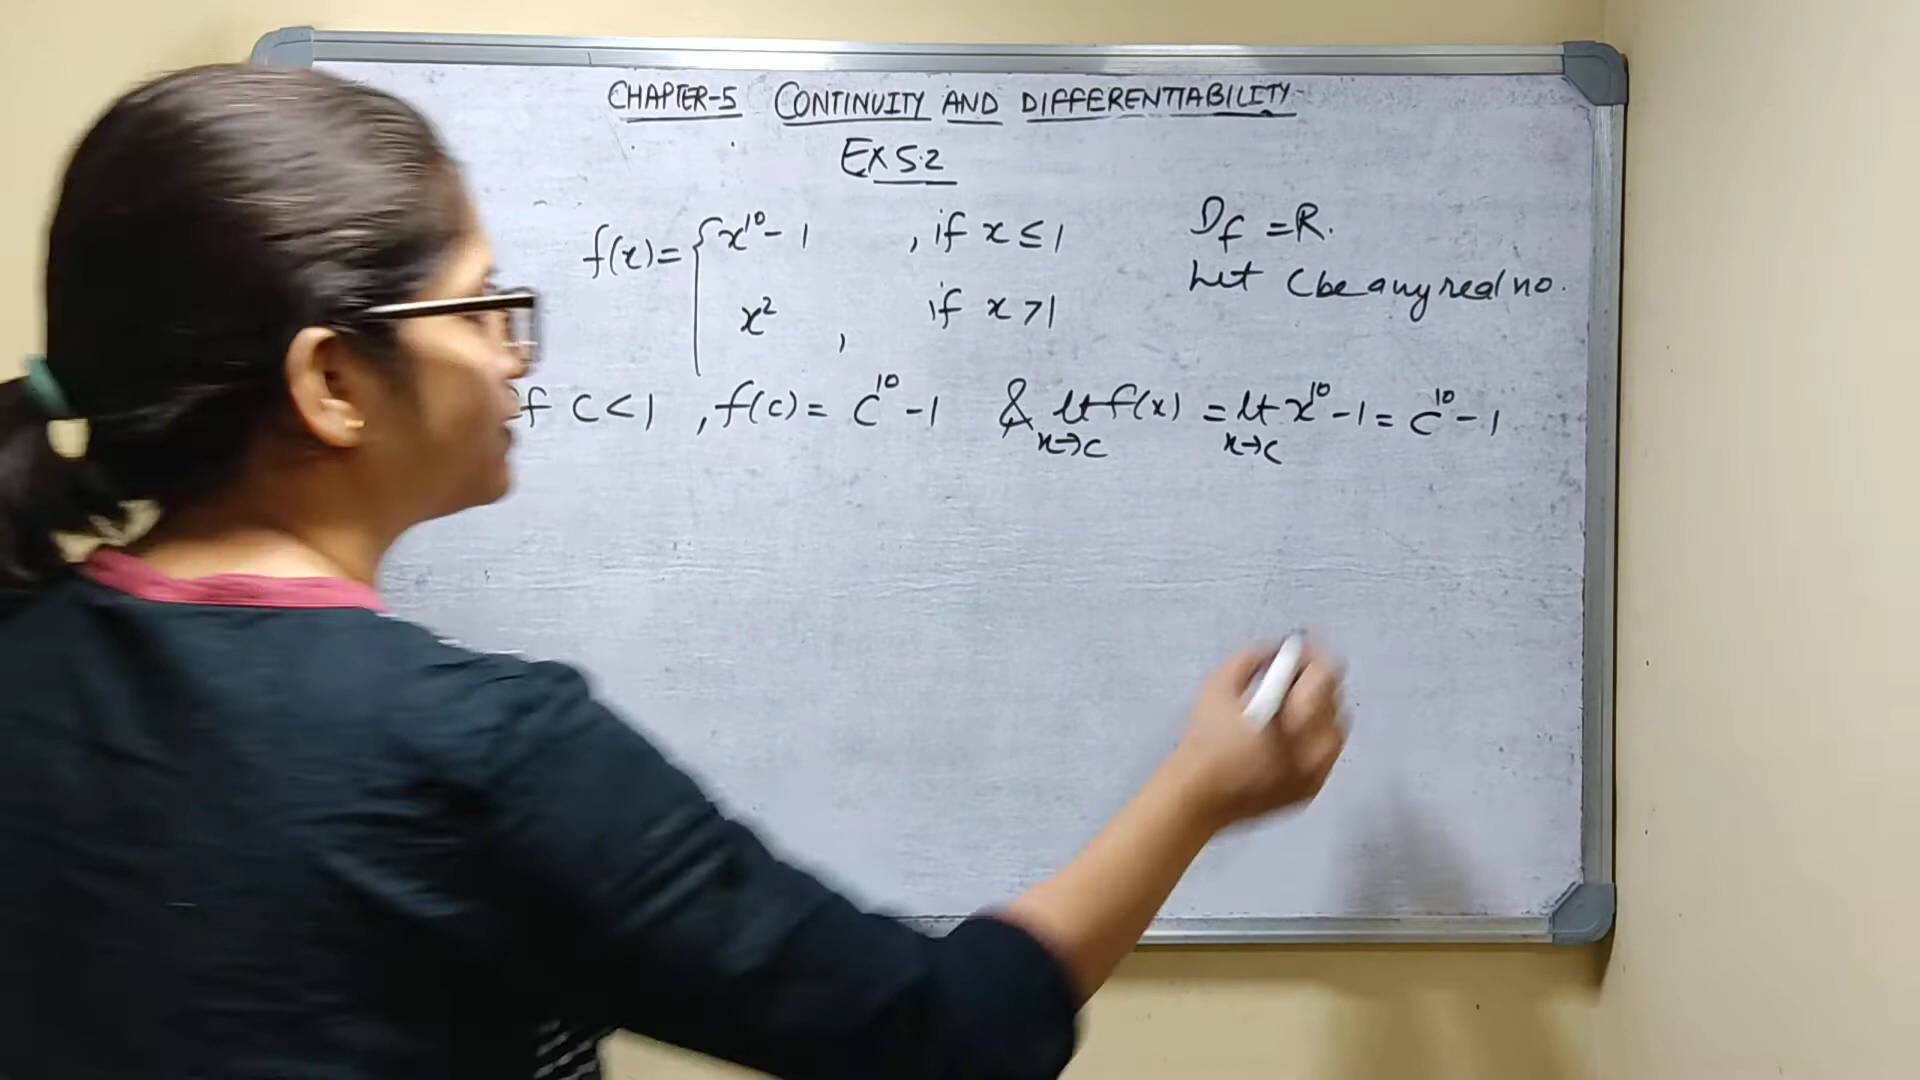 CHAPTER-5 CONTINUITY AND DIFFERENTIABILITY
EX 5.2
f(x) = { x¹⁰ - 1 , if x ≤ 1
x² , if x > 1
Df = R.
Let C be any real no.
f C < 1 , f(c) = c¹⁰ - 1 & lt x→c f(x) = lt x→c x¹⁰ - 1 = c¹⁰ - 1